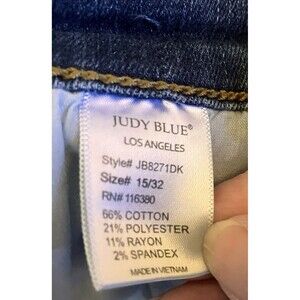 JUDY BLUE®
LOS ANGELES
Style# JB8271DK
Size# 15/32
RN# 116380
66% COTTON
21% POLYESTER
11% RAYON
2% SPANDEX
MADE IN VIETNAM